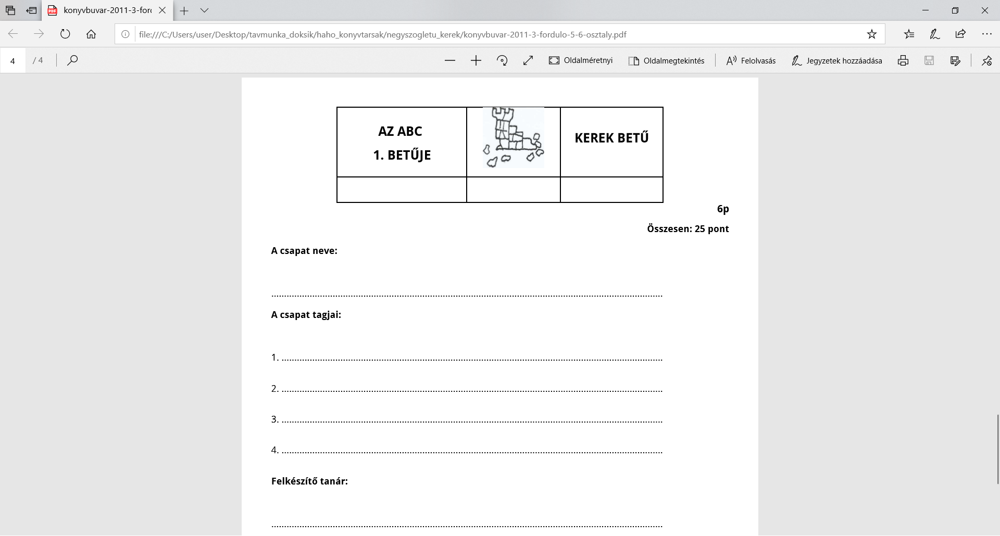 konyvbuvar-2011-3-ford
file:///C:/Users/user/Desktop/tavmunka_doksik/haho_konyvtarsak/negyszogletu_kerek/konyvbuvar-2011-3-fordulo-5-6-osztaly.pdf
4 / 4 Oldalméretnyi Oldalmegtekintés Felolvasás Jegyzetek hozzáadása
AZ ABC
1. BETŰJE
KEREK BETŰ
6p
Összesen: 25 pont
A csapat neve:
A csapat tagjai:
1.
2.
3.
4.
Felkészítő tanár: